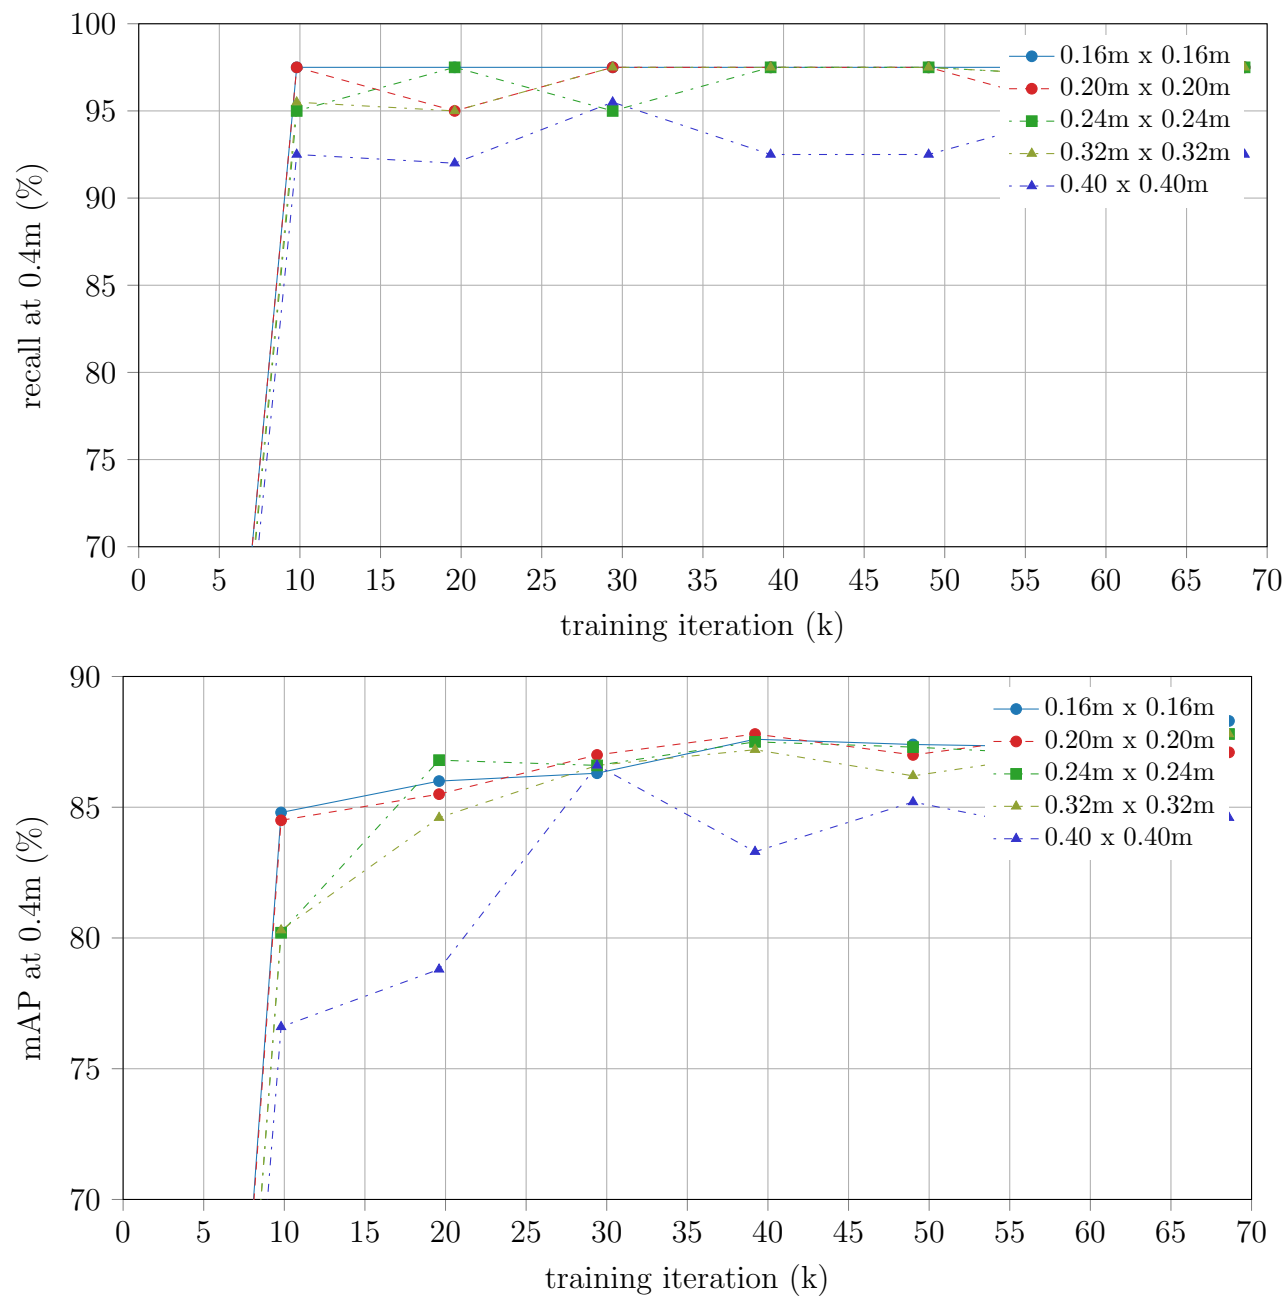 100
95
90
85
80
75
70
recall at 0.4m (%)
0.16m x 0.16m
0.20m x 0.20m
0.24m x 0.24m
0.32m x 0.32m
0.40 x 0.40m
0 5 10 15 20 25 30 35 40 45 50 55 60 65 70
training iteration (k)
90
85
80
75
70
mAP at 0.4m (%)
0.16m x 0.16m
0.20m x 0.20m
0.24m x 0.24m
0.32m x 0.32m
0.40 x 0.40m
0 5 10 15 20 25 30 35 40 45 50 55 60 65 70
training iteration (k)